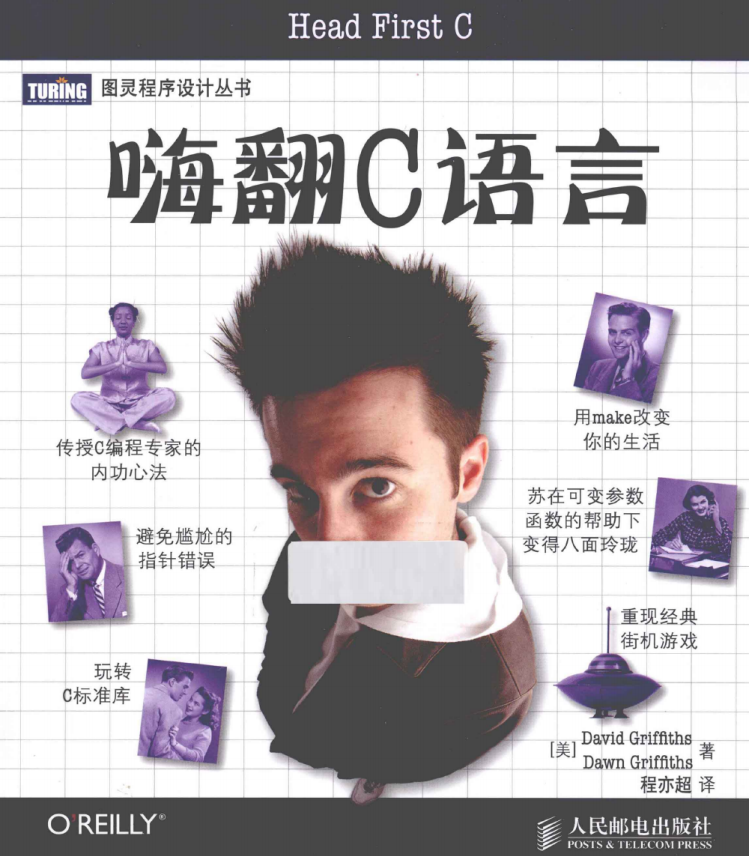 Head First C
TURING 图灵程序设计丛书
嗨翻C语言
传授C编程专家的
内功心法
用make改变
你的生活
避免尴尬的
指针错误
苏在可变参数
函数的帮助下
变得八面玲珑
重现经典
街机游戏
玩转
C标准库
[美] David Griffiths
Dawn Griffiths 著
程亦超 译
O'REILLY®
人民邮电出版社
POSTS & TELECOM PRESS